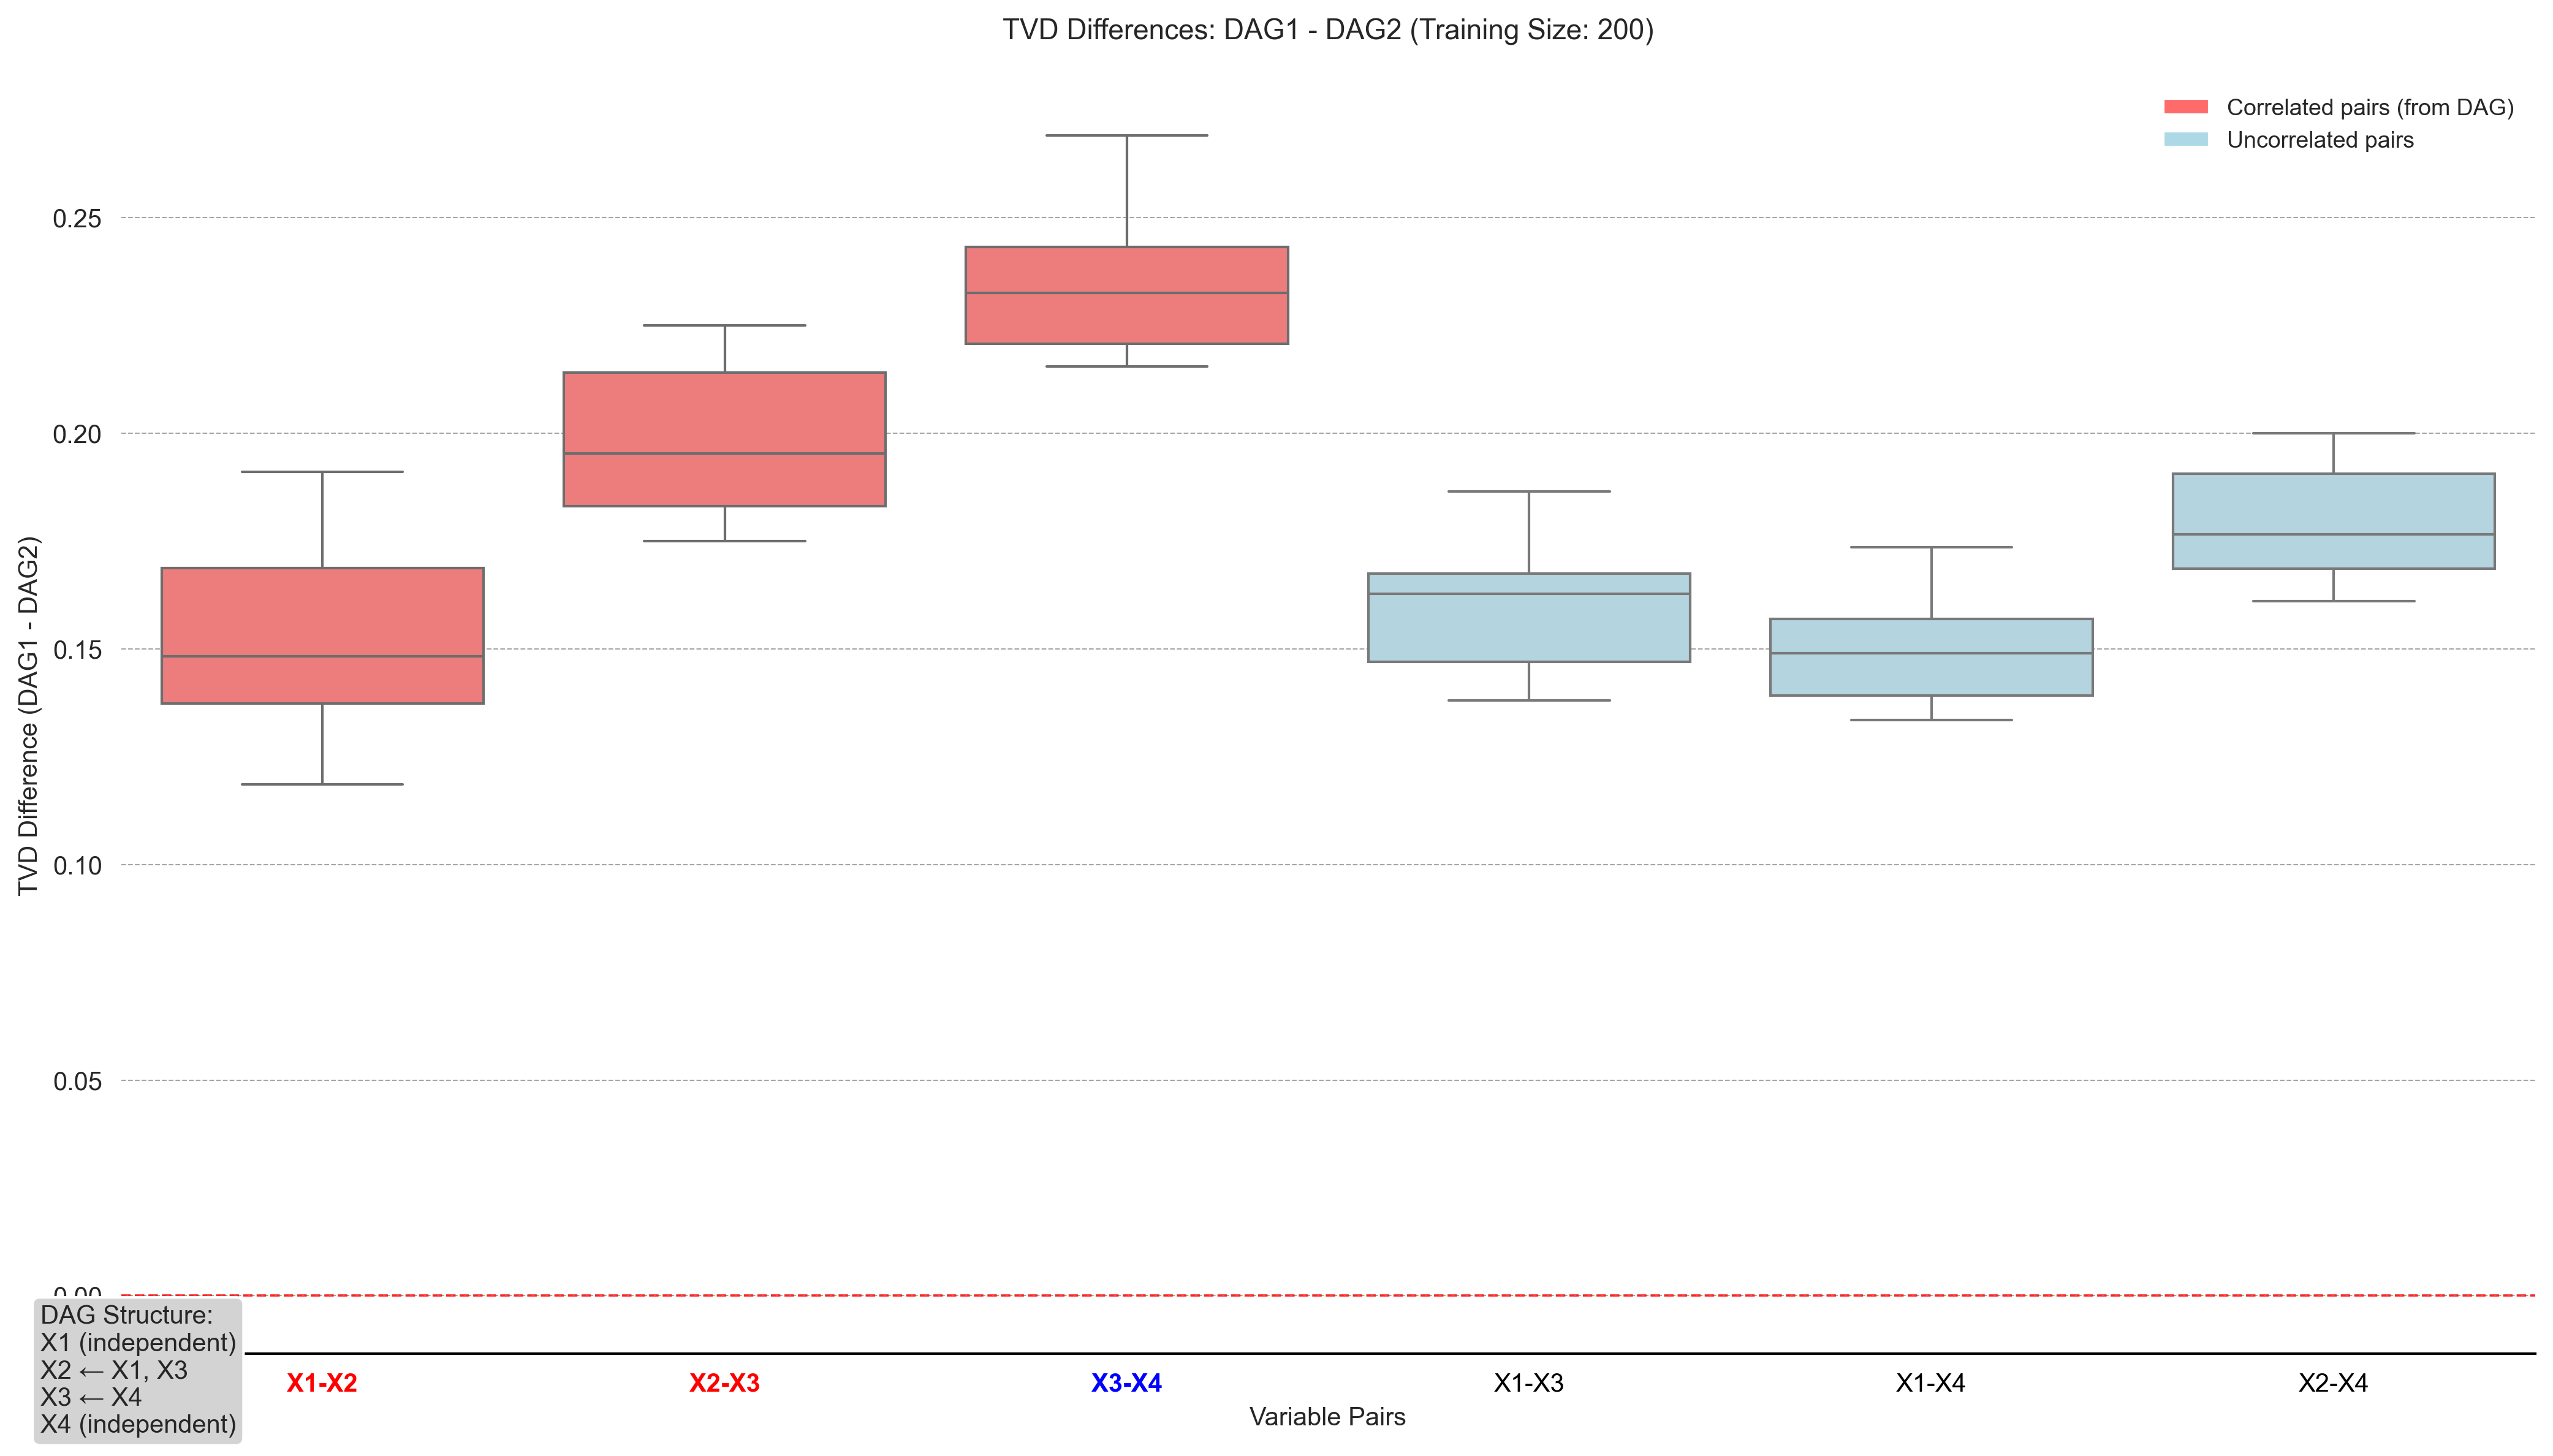 TVD Differences: DAG1 - DAG2 (Training Size: 200)
Correlated pairs (from DAG)
Uncorrelated pairs
TVD Difference (DAG1 - DAG2)
0.25
0.20
0.15
0.10
0.05
0.00
DAG Structure:
X1 (independent)
X2 ← X1, X3
X3 ← X4
X4 (independent)
X1-X2
X2-X3
X3-X4
X1-X3
X1-X4
X2-X4
Variable Pairs